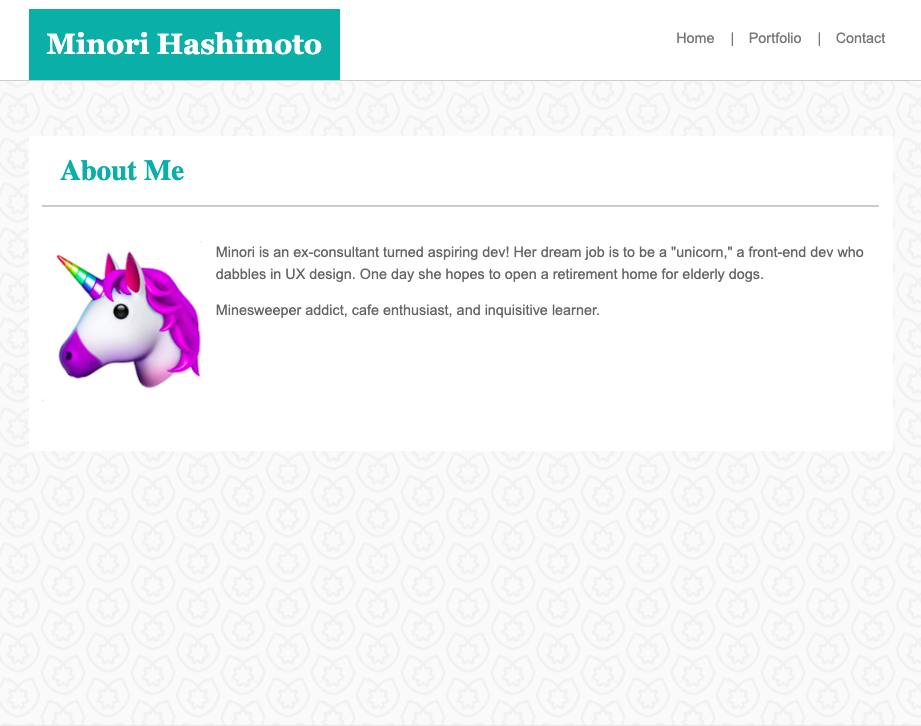 Minori Hashimoto
Home | Portfolio | Contact
About Me
Minori is an ex-consultant turned aspiring dev! Her dream job is to be a "unicorn," a front-end dev who
dabbles in UX design. One day she hopes to open a retirement home for elderly dogs.
Minesweeper addict, cafe enthusiast, and inquisitive learner.